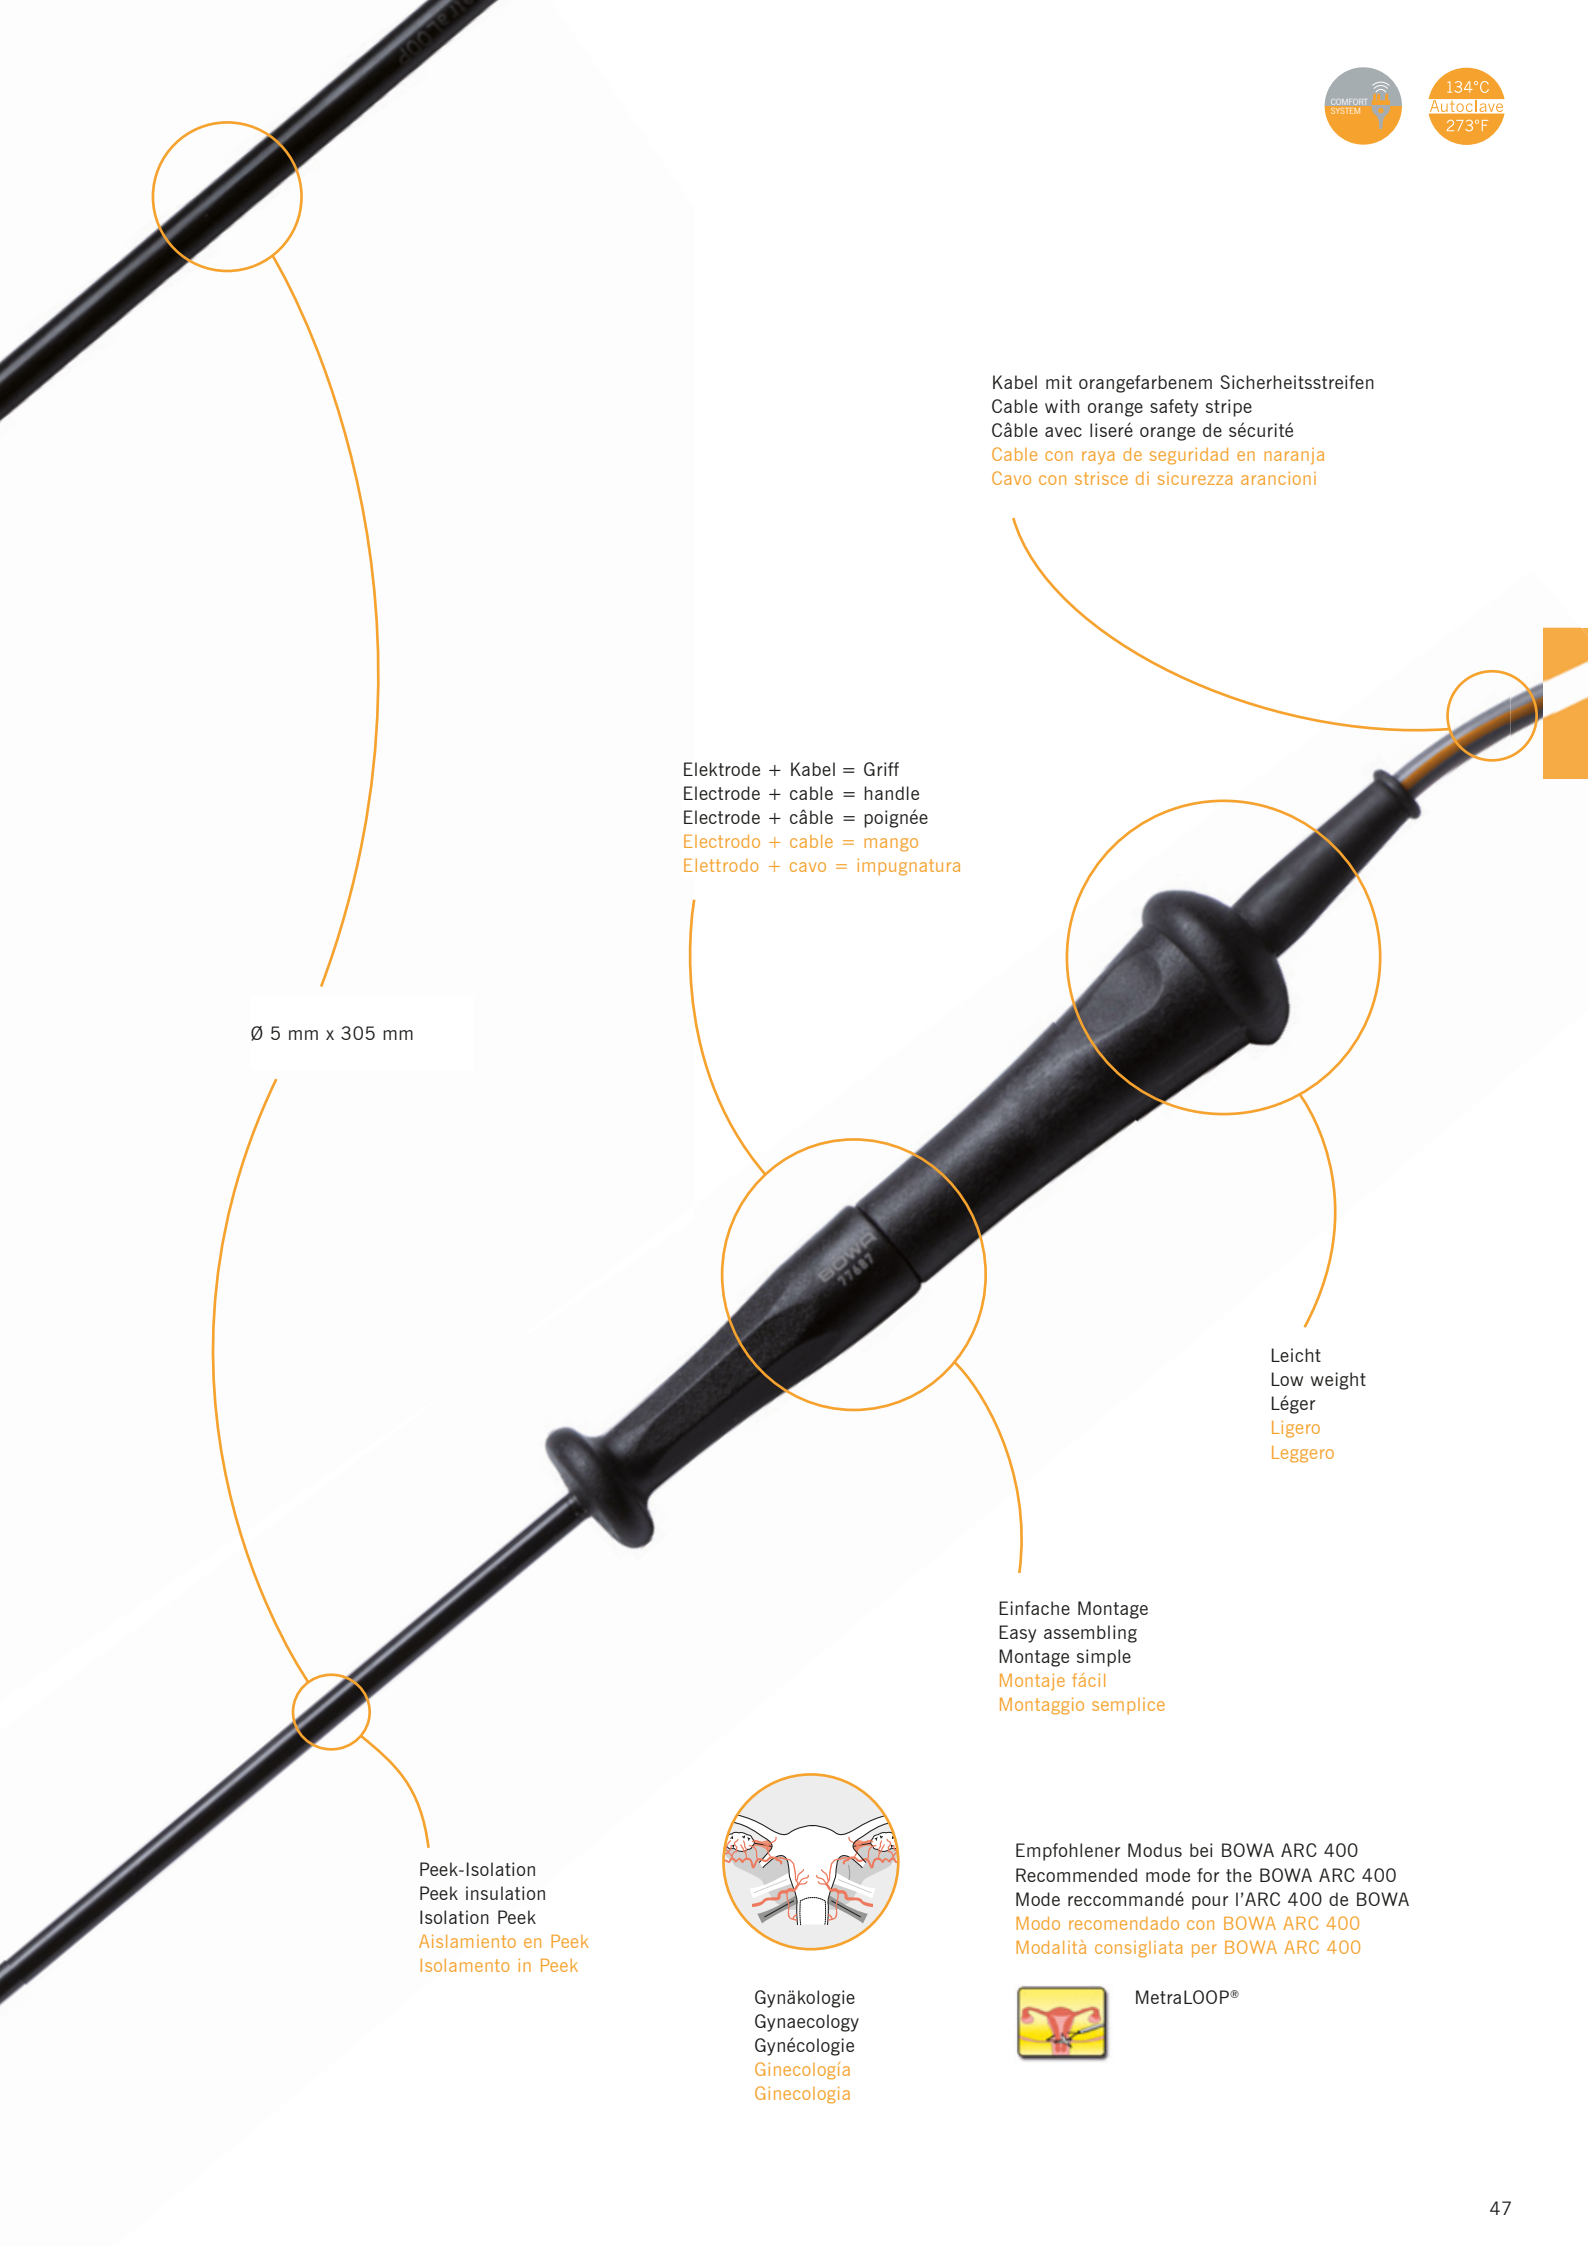 MetraLOOP
COMFORT
SYSTEM
134°C
Autoclave
273°F
Kabel mit orangefarbenem Sicherheitsstreifen
Cable with orange safety stripe
Câble avec liseré orange de sécurité
Cable con raya de seguridad en naranja
Cavo con strisce di sicurezza arancioni
Elektrode + Kabel = Griff
Electrode + cable = handle
Electrode + câble = poignée
Electrodo + cable = mango
Elettrodo + cavo = impugnatura
Ø 5 mm x 305 mm
BOWA
77687
Leicht
Low weight
Léger
Ligero
Leggero
Einfache Montage
Easy assembling
Montage simple
Montaje fácil
Montaggio semplice
Peek-Isolation
Peek insulation
Isolation Peek
Aislamiento en Peek
Isolamento in Peek
Empfohlener Modus bei BOWA ARC 400
Recommended mode for the BOWA ARC 400
Mode reccommandé pour l’ARC 400 de BOWA
Modo recomendado con BOWA ARC 400
Modalità consigliata per BOWA ARC 400
MetraLOOP®
Gynäkologie
Gynaecology
Gynécologie
Ginecología
Ginecologia
47